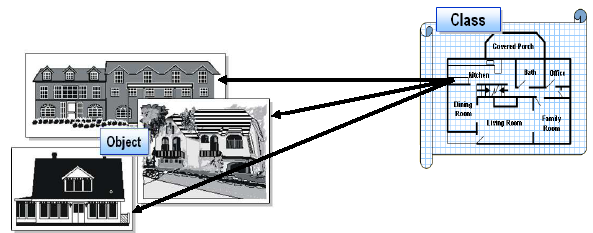 Class
Covered Porch
kitchen
Bath
Office
Dining
Room
Living Room
Family
Room
Object